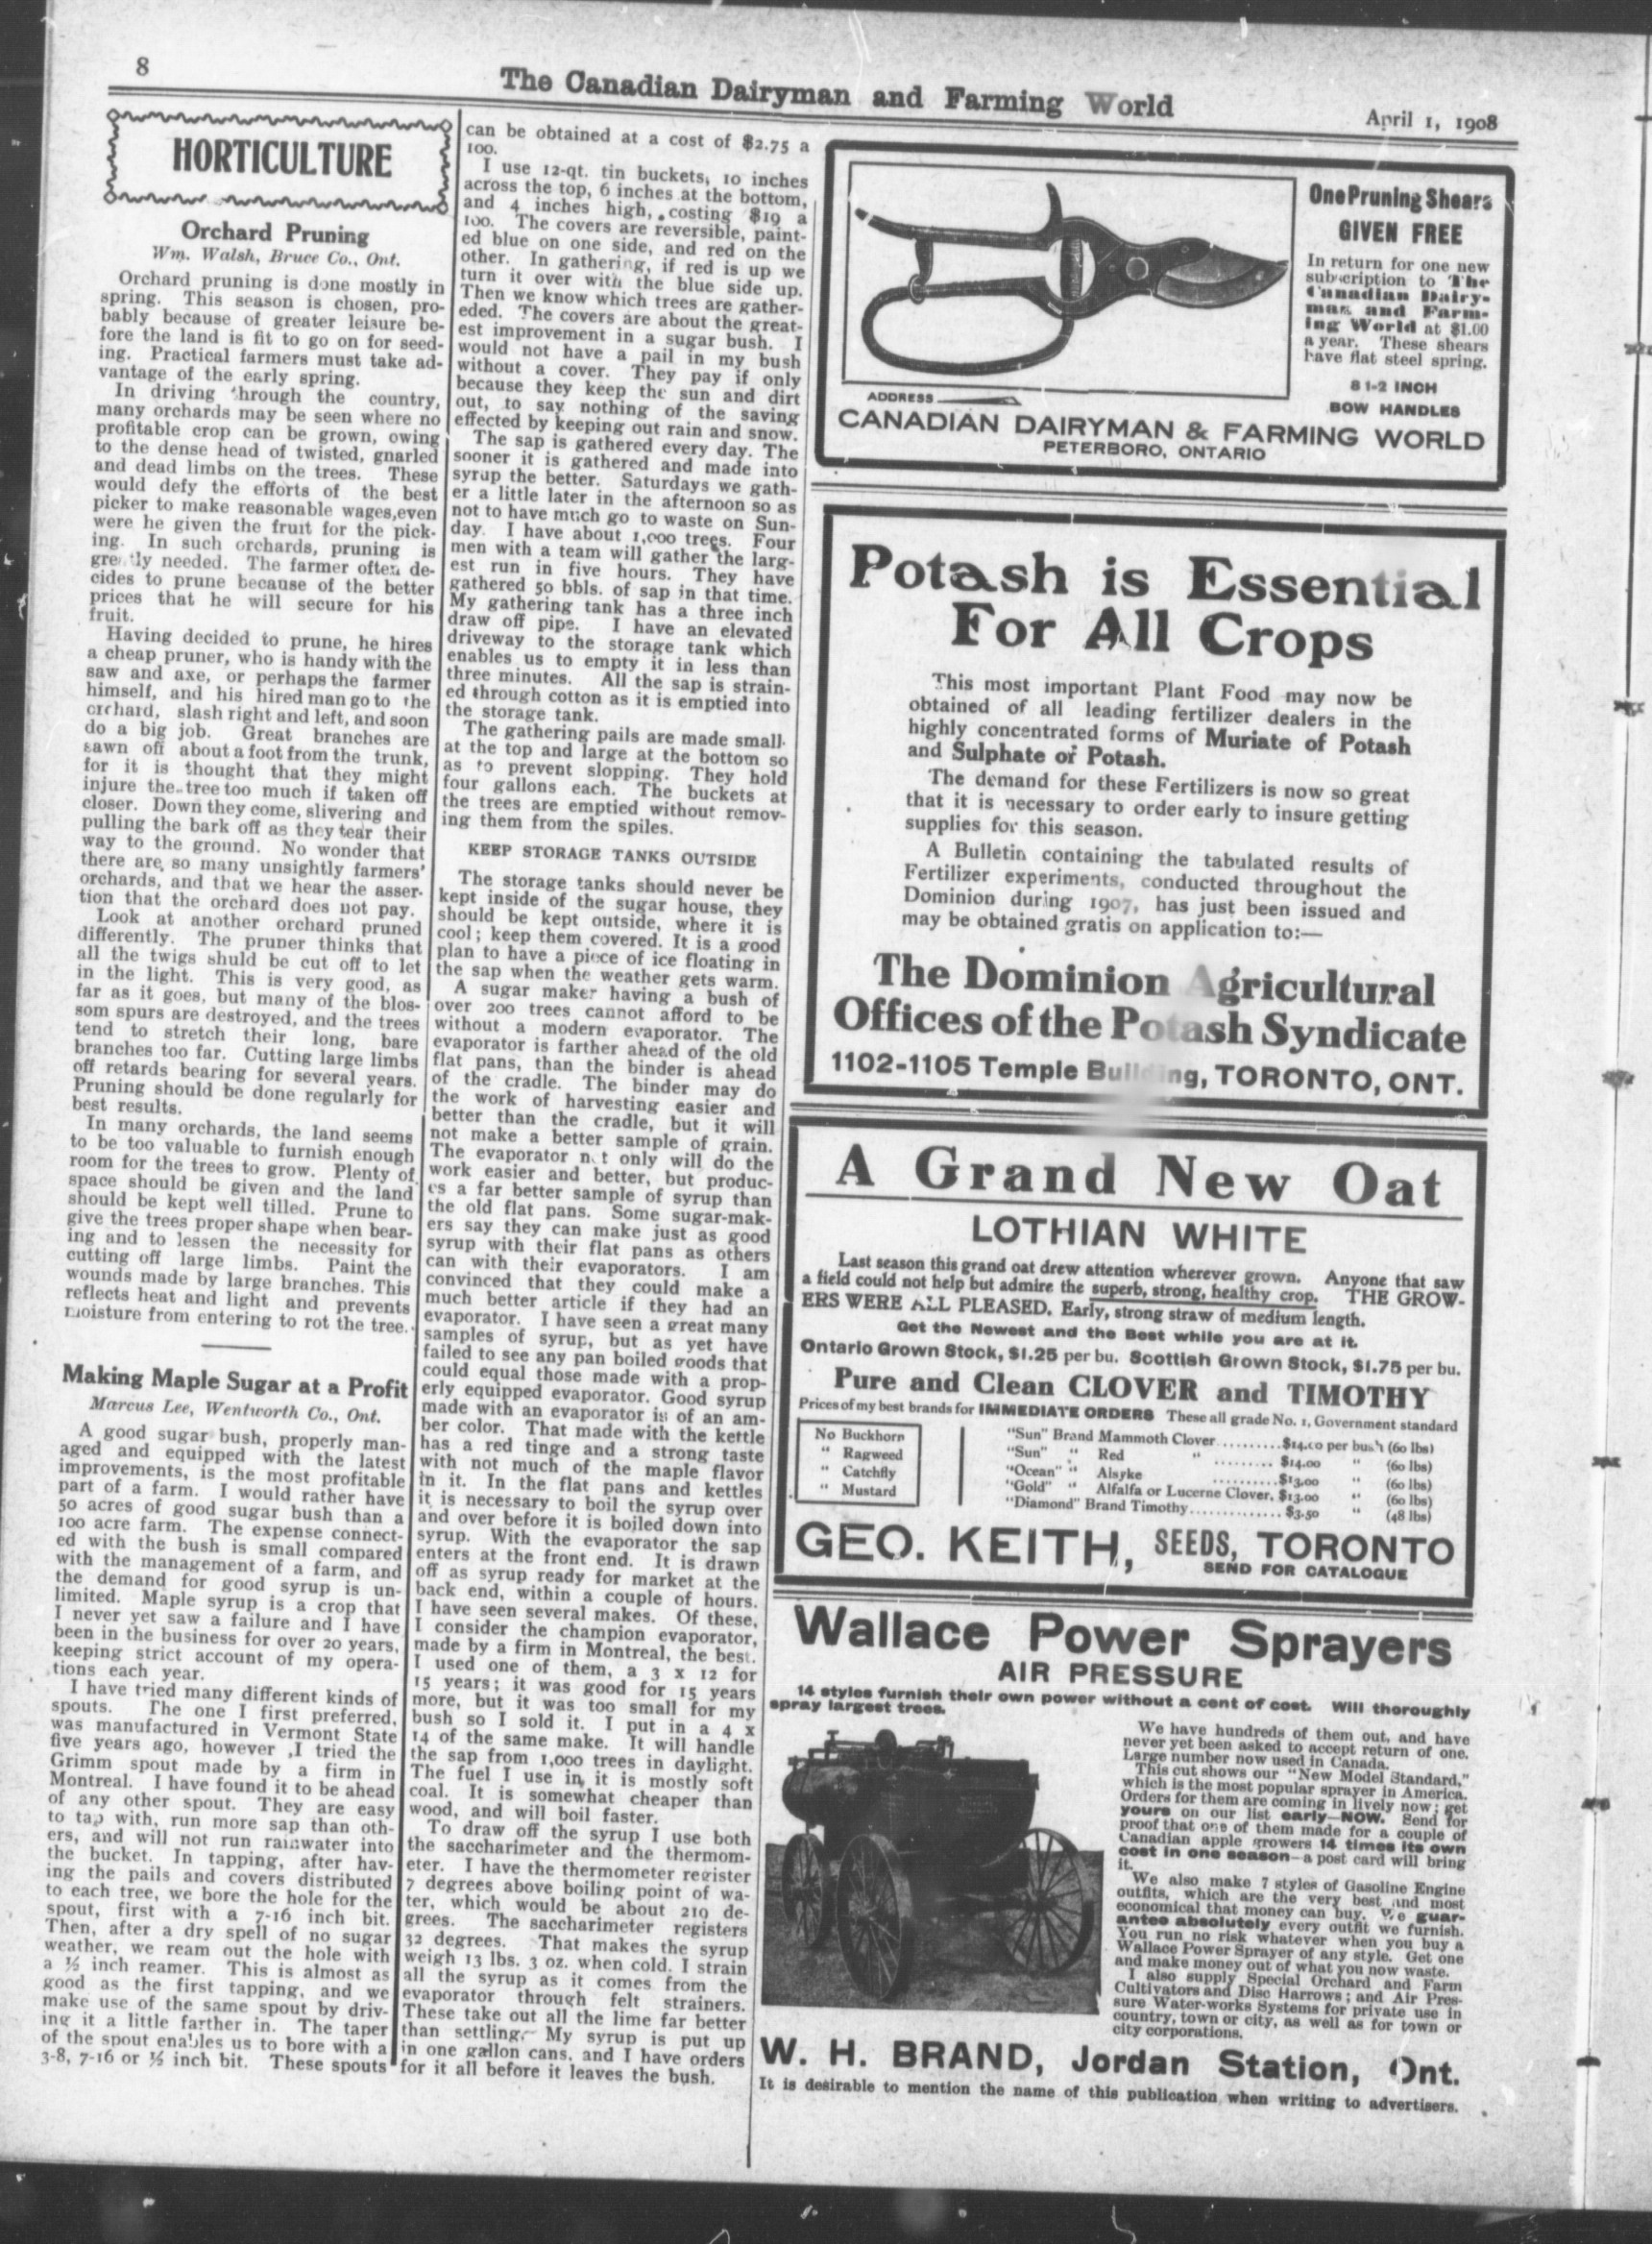 8
The Canadian Dairyman and Farming World
April 1, 1908
HORTICULTURE
Orchard Pruning
Wm. Walsh, Bruce Co., Ont.
Orchard pruning is done mostly in
spring. This season is chosen, pro-
bably because of greater leisure be-
fore the land is fit to go on for seed-
ing. Practical farmers must take ad-
vantage of the early spring.
In driving through the country,
many orchards may be seen where no
profitable crop can be grown, owing
to the dense head of twisted, gnarled
and dead limbs on the trees. These
would defy the efforts of the best
picker to make reasonable wages,even
were he given the fruit for the pick-
ing. In such orchards, pruning is
greatly needed. The farmer often de-
cides to prune because of the better
prices that he will secure for his
fruit.
Having decided to prune, he hires
a cheap pruner, who is handy with the
saw and axe, or perhaps the farmer
himself, and his hired man go to the
orchard, slash right and left, and soon
do a big job. Great branches are
sawn off about a foot from the trunk,
for it is thought that they might
injure the tree too much if taken off
closer. Down they come, slivering and
pulling the bark off as they tear their
way to the ground. No wonder that
there are so many unsightly farmers'
orchards, and that we hear the asser-
tion that the orchard does not pay.
Look at another orchard pruned
differently. The pruner thinks that
all the twigs shuld be cut off to let
in the light. This is very good, as
far as it goes, but many of the blos-
som spurs are destroyed, and the trees
tend to stretch their long, bare
branches too far. Cutting large limbs
off retards bearing for several years.
Pruning should be done regularly for
best results.
In many orchards, the land seems
to be too valuable to furnish enough
room for the trees to grow. Plenty of
space should be given and the land
should be kept well tilled. Prune to
give the trees proper shape when bear-
ing and to lessen the necessity for
cutting off large limbs. Paint the
wounds made by large branches. This
reflects heat and light and prevents
moisture from entering to rot the tree.
Making Maple Sugar at a Profit
Marcus Lee, Wentworth Co., Ont.
A good sugar bush, properly man-
aged and equipped with the latest
improvements, is the most profitable
part of a farm. I would rather have
50 acres of good sugar bush than a
100 acre farm. The expense connect-
ed with the bush is small compared
with the management of a farm, and
the demand for good syrup is un-
limited. Maple syrup is a crop that
I never yet saw a failure and I have
been in the business for over 20 years,
keeping strict account of my opera-
tions each year.
I have tried many different kinds of
spouts. The one I first preferred,
was manufactured in Vermont State
five years ago, however ,I tried the
Grimm spout made by a firm in
Montreal. I have found it to be ahead
of any other spout. They are easy
to tap with, run more sap than oth-
ers, and will not run rainwater into
the bucket. In tapping, after hav-
ing the pails and covers distributed
to each tree, we bore the hole for the
spout, first with a 7-16 inch bit.
Then, after a dry spell of no sugar
weather, we ream out the hole with
a ½ inch reamer. This is almost as
good as the first tapping, and we
make use of the same spout by driv-
ing it a little farther in. The taper
of the spout enables us to bore with a
3-8, 7-16 or ½ inch bit. These spouts
can be obtained at a cost of $2.75 a
100.
I use 12-qt. tin buckets, 10 inches
across the top, 6 inches at the bottom,
and 4 inches high, costing $19 a
100. The covers are reversible, paint-
ed blue on one side, and red on the
other. In gathering, if red is up we
turn it over with the blue side up.
Then we know which trees are gather-
eded. The covers are about the great-
est improvement in a sugar bush. I
would not have a pail in my bush
without a cover. They pay if only
because they keep the sun and dirt
out, to say nothing of the saving
effected by keeping out rain and snow.
The sap is gathered every day. The
sooner it is gathered and made into
syrup the better. Saturdays we gath-
er a little later in the afternoon so as
not to have much go to waste on Sun-
day. I have about 1,000 trees. Four
men with a team will gather the larg-
est run in five hours. They have
gathered 50 bbls. of sap in that time.
My gathering tank has a three inch
draw off pipe. I have an elevated
driveway to the storage tank which
enables us to empty it in less than
three minutes. All the sap is strain-
ed through cotton as it is emptied into
the storage tank.
The gathering pails are made small
at the top and large at the bottom so
as to prevent slopping. They hold
four gallons each. The buckets at
the trees are emptied without remov-
ing them from the spiles.
KEEP STORAGE TANKS OUTSIDE
The storage tanks should never be
kept inside of the sugar house, they
should be kept outside, where it is
cool; keep them covered. It is a good
plan to have a piece of ice floating in
the sap when the weather gets warm.
A sugar maker having a bush of
over 200 trees cannot afford to be
without a modern evaporator. The
evaporator is farther ahead of the old
flat pans, than the binder is ahead
of the cradle. The binder may do
the work of harvesting easier and
better than the cradle, but it will
not make a better sample of grain.
The evaporator not only will do the
work easier and better, but produc-
es a far better sample of syrup than
the old flat pans. Some sugar-mak-
ers say they can make just as good
syrup with their flat pans as others
can with their evaporators. I am
convinced that they could make a
much better article if they had an
evaporator. I have seen a great many
samples of syrup, but as yet have
failed to see any pan boiled goods that
could equal those made with a prop-
erly equipped evaporator. Good syrup
made with an evaporator is of an am-
ber color. That made with the kettle
has a red tinge and a strong taste
with not much of the maple flavor
in it. In the flat pans and kettles
it is necessary to boil the syrup over
and over before it is boiled down into
syrup. With the evaporator the sap
enters at the front end. It is drawn
off as syrup ready for market at the
back end, within a couple of hours.
I have seen several makes. Of these,
I consider the champion evaporator,
made by a firm in Montreal, the best.
I used one of them, a 3 x 12 for
15 years; it was good for 15 years
more, but it was too small for my
bush so I sold it. I put in a 4 x
14 of the same make. It will handle
the sap from 1,000 trees in daylight.
The fuel I use in it is mostly soft
coal. It is somewhat cheaper than
wood, and will boil faster.
To draw off the syrup I use both
the saccharimeter and the thermom-
eter. I have the thermometer register
7 degrees above boiling point of wa-
ter, which would be about 219 de-
grees. The saccharimeter registers
32 degrees. That makes the syrup
weigh 13 lbs. 3 oz. when cold. I strain
all the syrup as it comes from the
evaporator through felt strainers.
These take out all the lime far better
than settling. My syrup is put up
in one gallon cans, and I have orders
for it all before it leaves the bush.
One Pruning Shears
GIVEN FREE
In return for one new
subscription to The
Canadian Dairy-
man and Farm-
ing World at $1.00
a year. These shears
have flat steel spring.
8 1-2 INCH
BOW HANDLES
ADDRESS
CANADIAN DAIRYMAN & FARMING WORLD
PETERBORO, ONTARIO
Potash is Essential
For All Crops
This most important Plant Food may now be
obtained of all leading fertilizer dealers in the
highly concentrated forms of Muriate of Potash
and Sulphate of Potash.
The demand for these Fertilizers is now so great
that it is necessary to order early to insure getting
supplies for this season.
A Bulletin containing the tabulated results of
Fertilizer experiments, conducted throughout the
Dominion during 1907, has just been issued and
may be obtained gratis on application to:—
The Dominion Agricultural
Offices of the Potash Syndicate
1102-1105 Temple Building, TORONTO, ONT.
A Grand New Oat
LOTHIAN WHITE
Last season this grand oat drew attention wherever grown. Anyone that saw
a field could not help but admire the superb, strong, healthy crop. THE GROW-
ERS WERE ALL PLEASED. Early, strong straw of medium length.
Get the Newest and the Best while you are at it.
Ontario Grown Stock, $1.25 per bu. Scottish Grown Stock, $1.75 per bu.
Pure and Clean CLOVER and TIMOTHY
Prices of my best brands for IMMEDIATE ORDERS These all grade No. 1, Government standard
No Buckhorn
" Ragweed
" Catchfly
" Mustard
"Sun" Brand Mammoth Clover..........$14.00 per bush (60 lbs)
"Sun" " Red " ......... $14.00 " (60 lbs)
"Ocean" " Alsyke ..........$13.00 " (60 lbs)
"Gold" " Alfalfa or Lucerne Clover. $13.00 " (60 lbs)
"Diamond" Brand Timothy.............. $3.50 " (48 lbs)
GEO. KEITH, SEEDS, TORONTO
SEND FOR CATALOGUE
Wallace Power Sprayers
AIR PRESSURE
14 styles furnish their own power without a cent of cost. Will thoroughly
spray largest trees.
We have hundreds of them out, and have
never yet been asked to accept return of one.
Large number now used in Canada.
This cut shows our "New Model Standard,"
which is the most popular sprayer in America.
Orders for them are coming in lively now; get
yours on our list early—NOW. Send for
proof that one of them made for a couple of
Canadian apple growers 14 times its own
cost in one season—a post card will bring
it.
We also make 7 styles of Gasoline Engine
outfits, which are the very best and most
economical that money can buy. We guar-
antee absolutely every outfit we furnish.
You run no risk whatever when you buy a
Wallace Power Sprayer of any style. Get one
and make money out of what you now waste.
I also supply Special Orchard and Farm
Cultivators and Disc Harrows; and Air Pres-
sure Water-works Systems for private use in
country, town or city, as well as for town or
city corporations.
W. H. BRAND, Jordan Station, Ont.
It is desirable to mention the name of this publication when writing to advertisers.